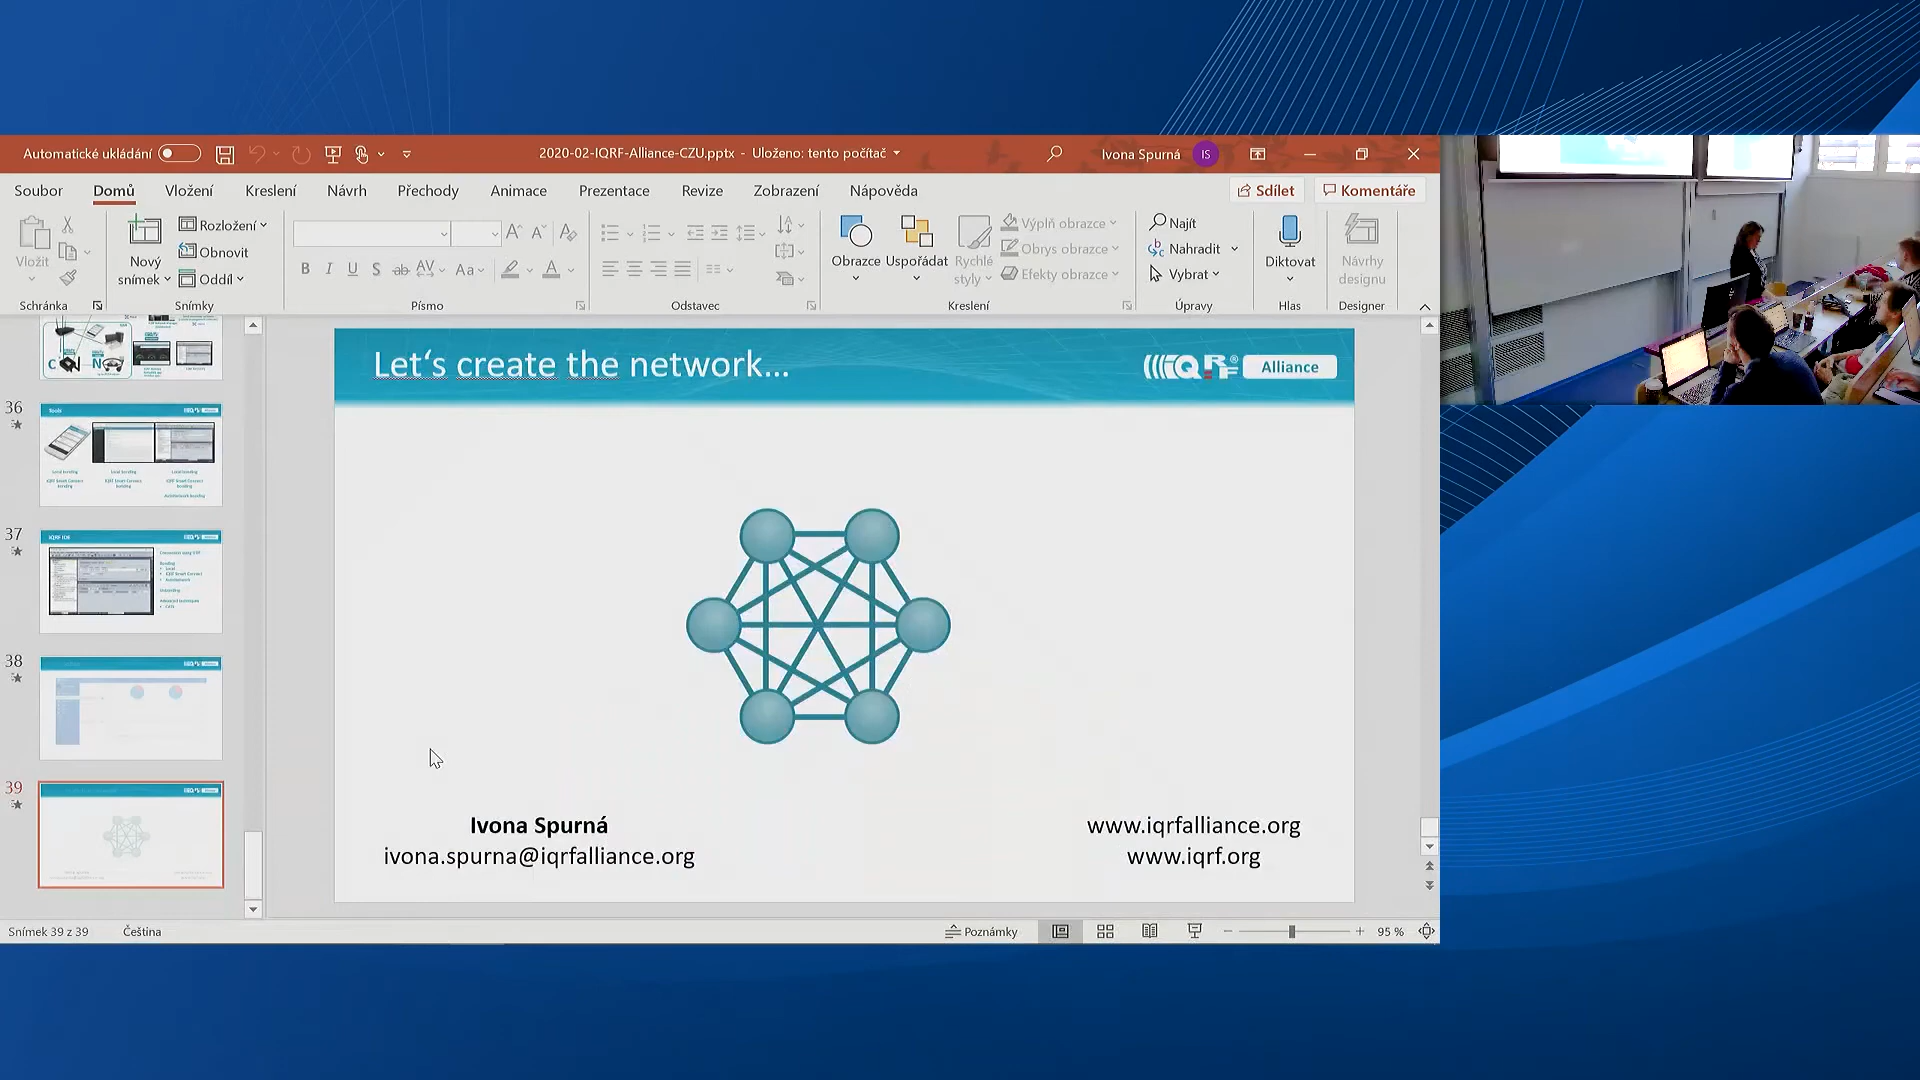 Automatické ukládání
2020-02-IQRF-Alliance-CZU.pptx - Uloženo: tento počítač
Ivona Spurná
IS
Soubor
Domů
Vložení
Kreslení
Návrh
Přechody
Animace
Prezentace
Revize
Zobrazení
Nápověda
Sdílet
Komentáře
Vložit
Schránka
Nový
snímek
Rozložení
Obnovit
Oddíl
Snímky
Písmo
Odstavec
Obrazce
Uspořádat
Rychlé
styly
Výplň obrazce
Obrys obrazce
Efekty obrazce
Kreslení
Najít
Nahradit
Vybrat
Úpravy
Diktovat
Hlas
Návrhy
designu
Designer
36
Tools
37
IQRF IDE
38
39
Let‘s create the network...
IQRF Alliance
Ivona Spurná
ivona.spurna@iqrfalliance.org
www.iqrfalliance.org
www.iqrf.org
Snímek 39 z 39
Čeština
Poznámky
95 %